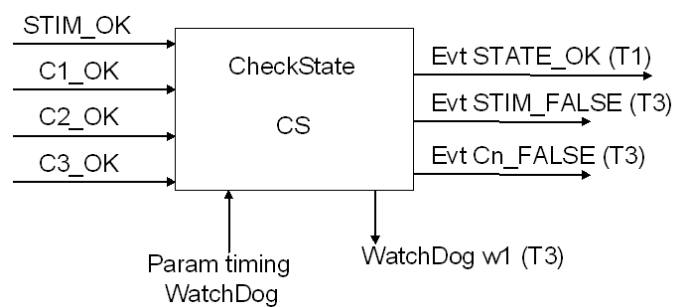 STIM_OK
C1_OK
C2_OK
C3_OK
CheckState
CS
Evt STATE_OK (T1)
Evt STIM_FALSE (T3)
Evt Cn_FALSE (T3)
Param timing
WatchDog
WatchDog w1 (T3)